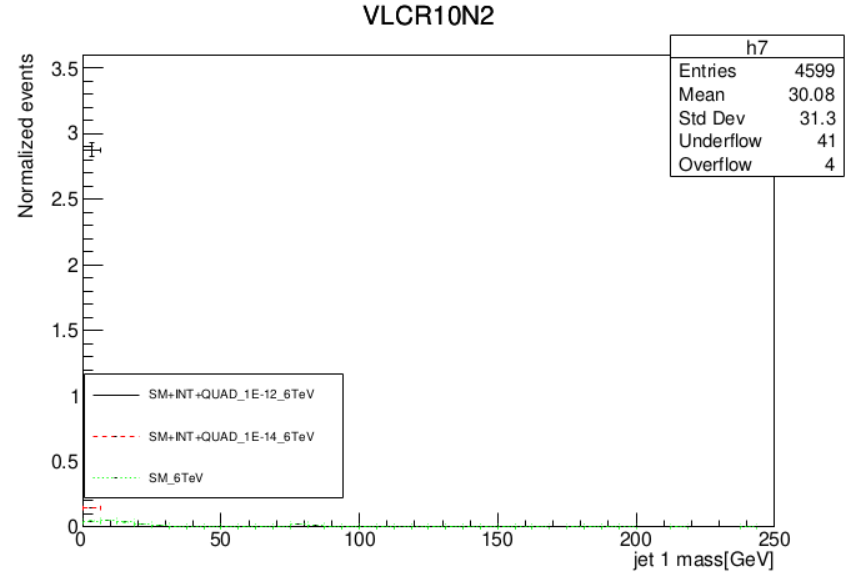 VLCR10N2
h7
Entries 4599
Mean 30.08
Std Dev 31.3
Underflow 41
Overflow 4
Normalized events
3.5
3
2.5
2
1.5
1
0.5
0
SM+INT+QUAD_1E-12_6TeV
SM+INT+QUAD_1E-14_6TeV
SM_6TeV
0 50 100 150 200 250
jet 1 mass[GeV]